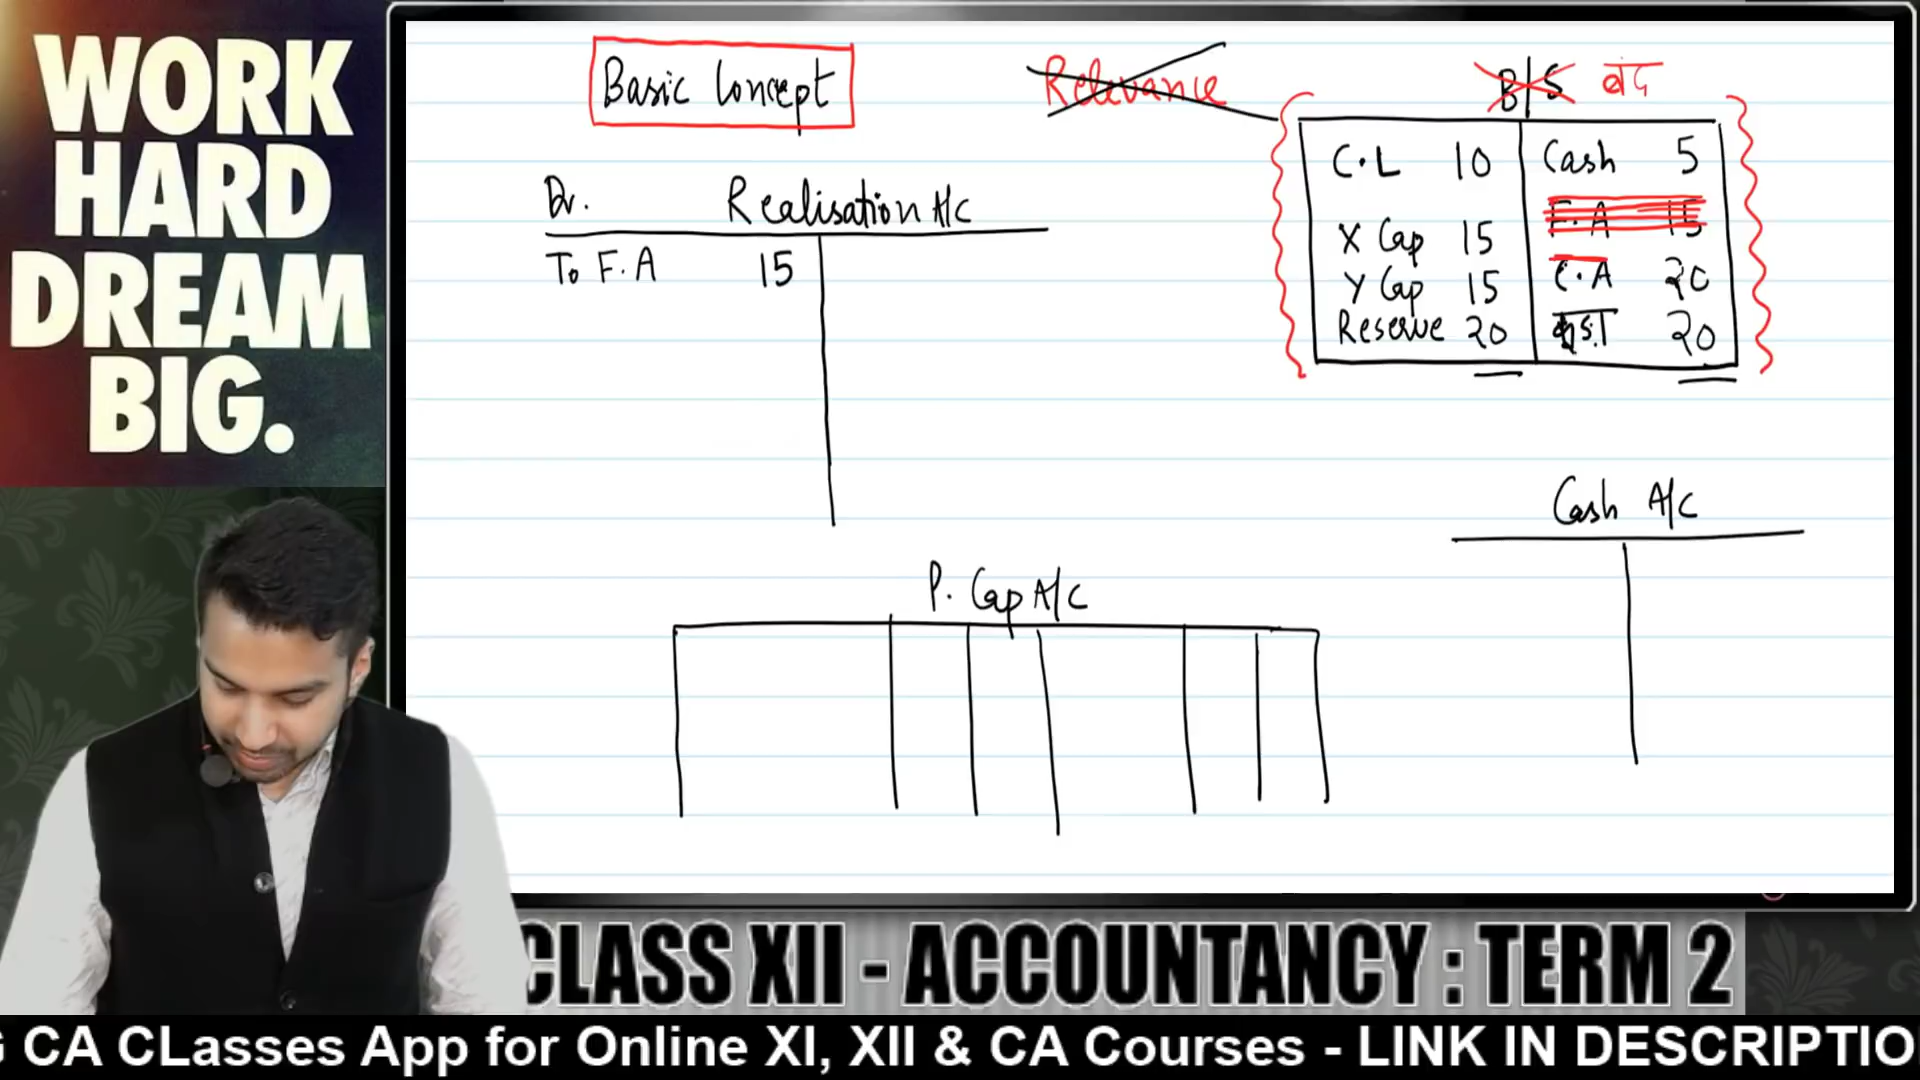 WORK
HARD
DREAM
BIG.
Basic Concept
Relevance
B/S
Dr. Realisation A/c
To F.A 15
C.L 10 Cash 5
F.A 15
X Cap 15
C.A 20
Y Cap 15
Reserve 20 20
Cash A/c
P. Cap A/c
CLASS XII - ACCOUNTANCY : TERM 2
G CA CLasses App for Online XI, XII & CA Courses - LINK IN DESCRIPTIO